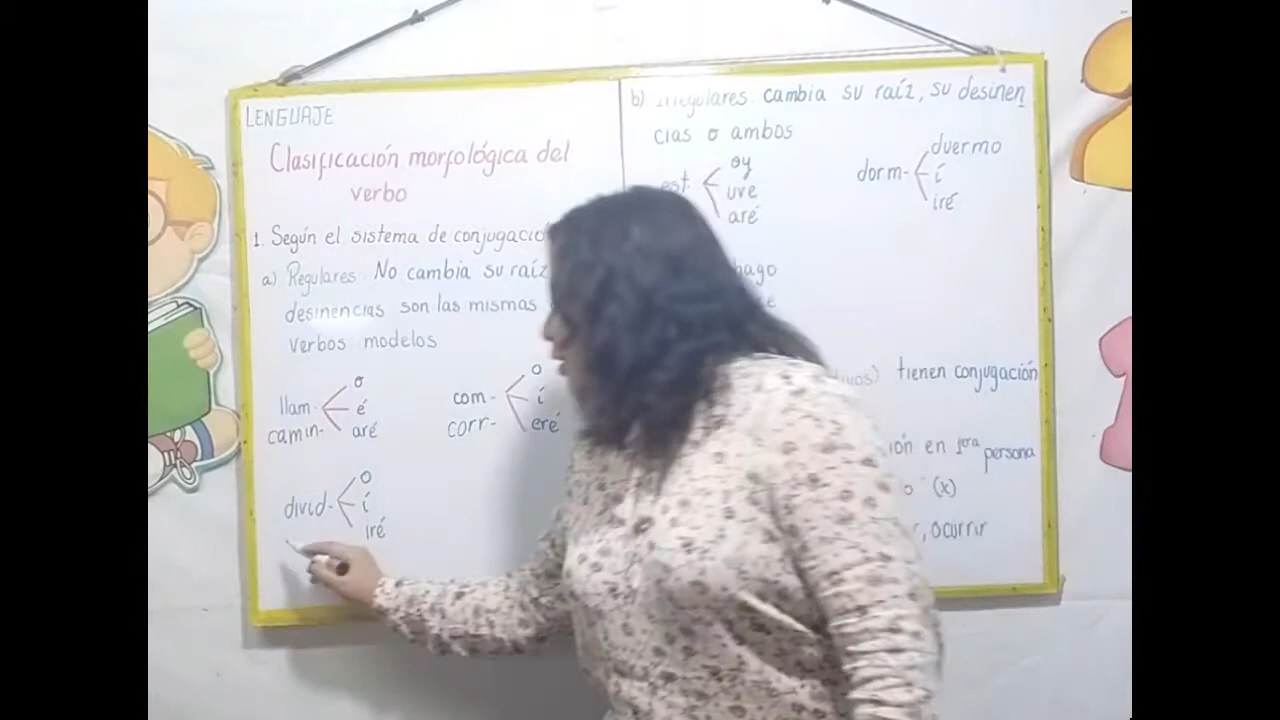 LENGUAJE
Clasificación morfológica del
verbo
1. Según el sistema de conjugació
a) Regulares. No cambia su raíz
desinencias son las mismas
verbos modelos
llam- o
camin- é
aré
com- o
corr- í
eré
divid- o
í
iré
b) Irregulares. cambia su raíz, su desinen
cias o ambos
est. oy
uve
aré
dorm- duermo
í
iré
hago
tienen conjugación
ión en 3era persona
o (x)
r, ocurrir